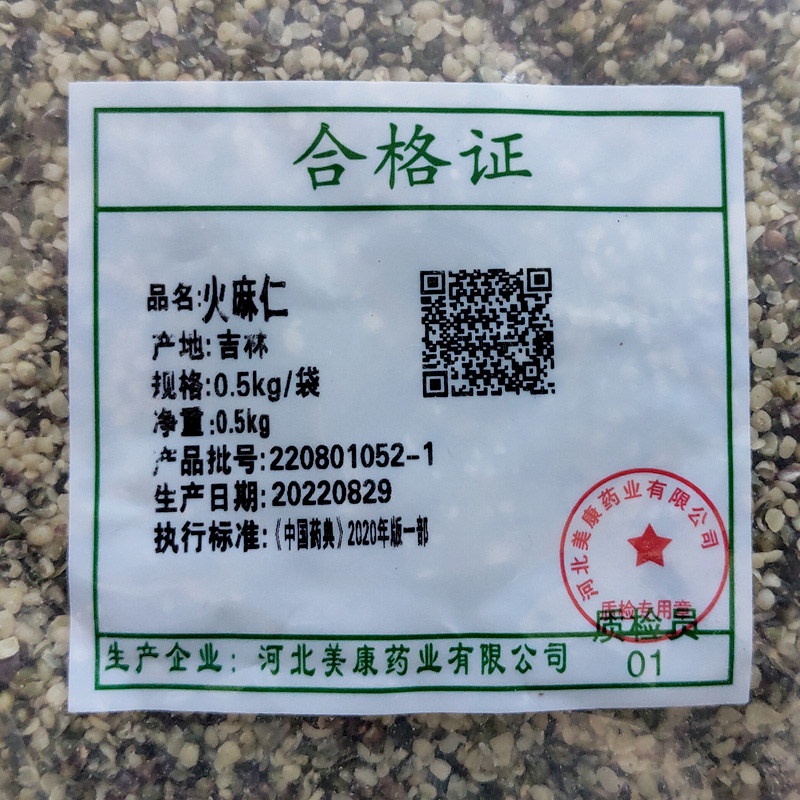 合格证
品名:火麻仁
产地:吉林
规格:0.5kg/袋
净重:0.5kg
产品批号:220801052-1
生产日期:20220829
执行标准:《中国药典》2020年版一部
河北美康药业有限公司
质检专用章
质检员
01
生产企业：河北美康药业有限公司